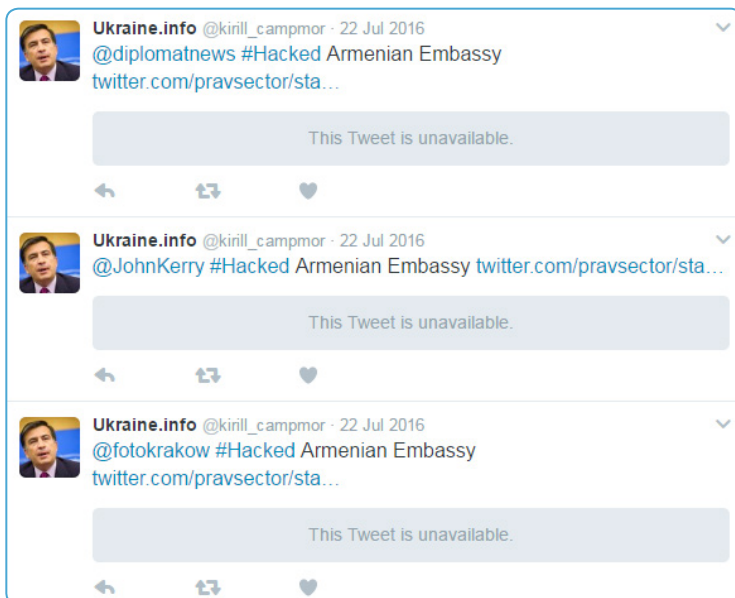 Ukraine.info @kirill_campmor · 22 Jul 2016
@diplomatnews #Hacked Armenian Embassy
twitter.com/pravsector/sta…
This Tweet is unavailable.
Ukraine.info @kirill_campmor · 22 Jul 2016
@JohnKerry #Hacked Armenian Embassy twitter.com/pravsector/sta…
This Tweet is unavailable.
Ukraine.info @kirill_campmor · 22 Jul 2016
@fotokrakow #Hacked Armenian Embassy
twitter.com/pravsector/sta…
This Tweet is unavailable.